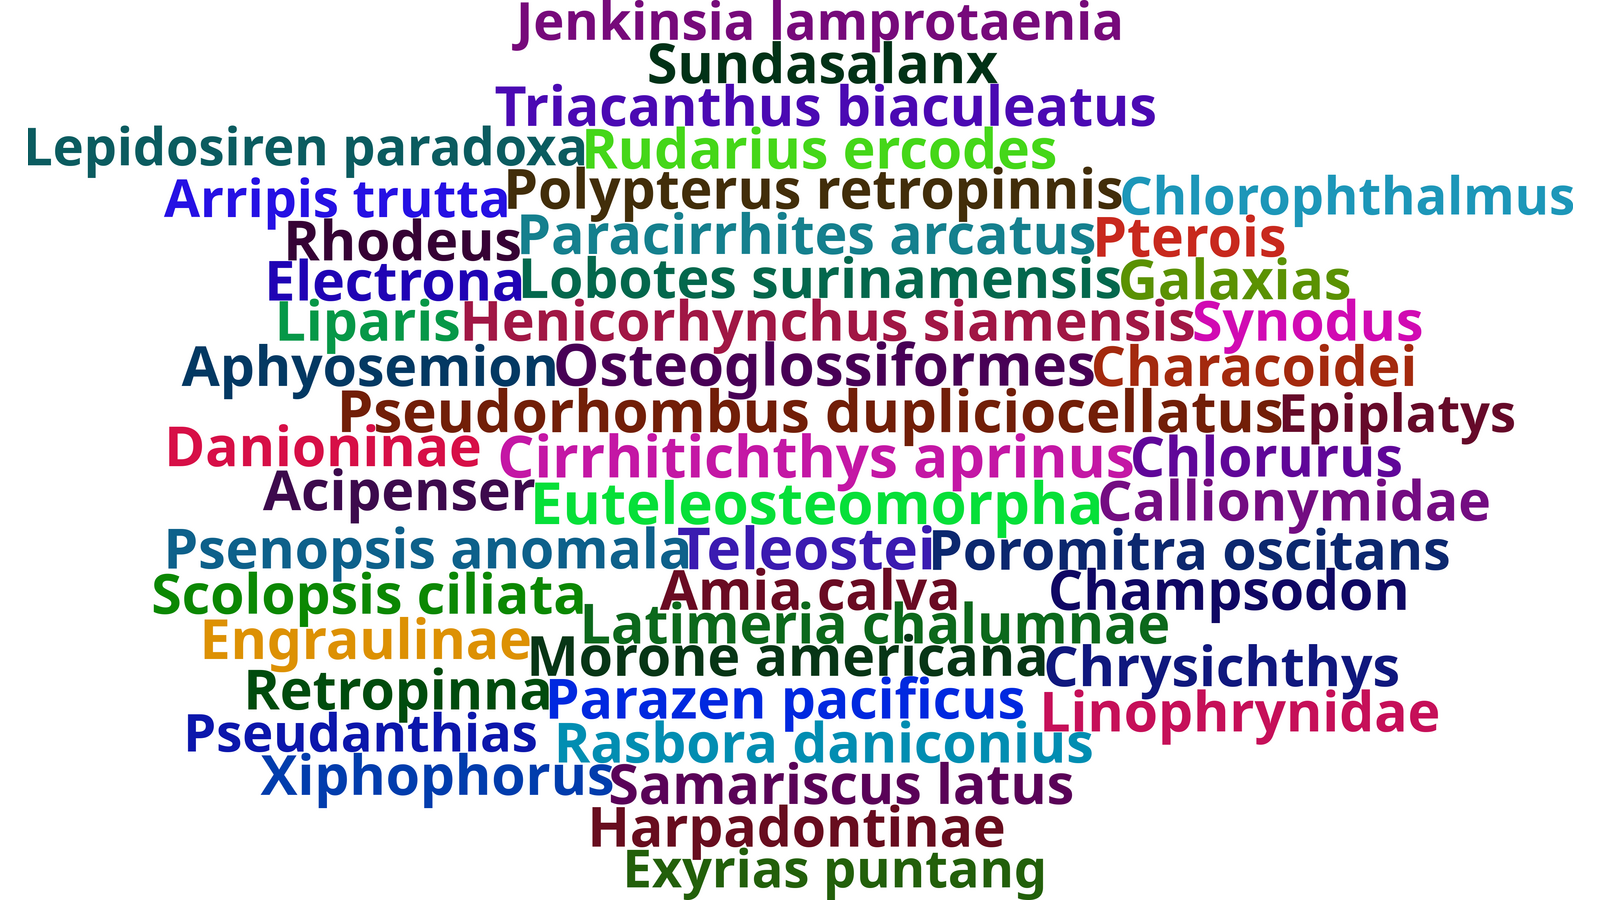 Jenkinsia lamprotaenia
Sundasalanx
Triacanthus biaculeatus
Lepidosiren paradoxa Rudarius ercodes
Arripis trutta Polypterus retropinnis Chlorophthalmus
Rhodeus Paracirrhites arcatus Pterois
Electrona Lobotes surinamensis Galaxias
Liparis Henicorhynchus siamensis Synodus
Aphyosemion Osteoglossiformes Characoidei
Pseudorhombus dupliciocellatus Epiplatys
Danioninae Cirrhitichthys aprinus Chlorurus
Acipenser Euteleosteomorpha Callionymidae
Psenopsis anomala Teleostei Poromitra oscitans
Scolopsis ciliata Amia calva Champsodon
Engraulinae Latimeria chalumnae
Morone americana Chrysichthys
Retropinna Parazen pacificus Linophrynidae
Pseudanthias Rasbora daniconius
Xiphophorus Samariscus latus
Harpadontinae
Exyrias puntang